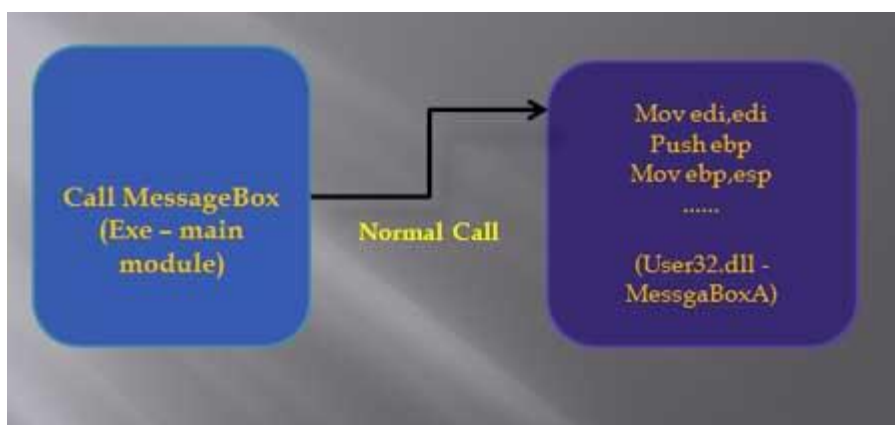 Call MessageBox
(Exe – main
module)
Normal Call
Mov edi,edi
Push ebp
Mov ebp,esp
......
(User32.dll -
MessgaBoxA)